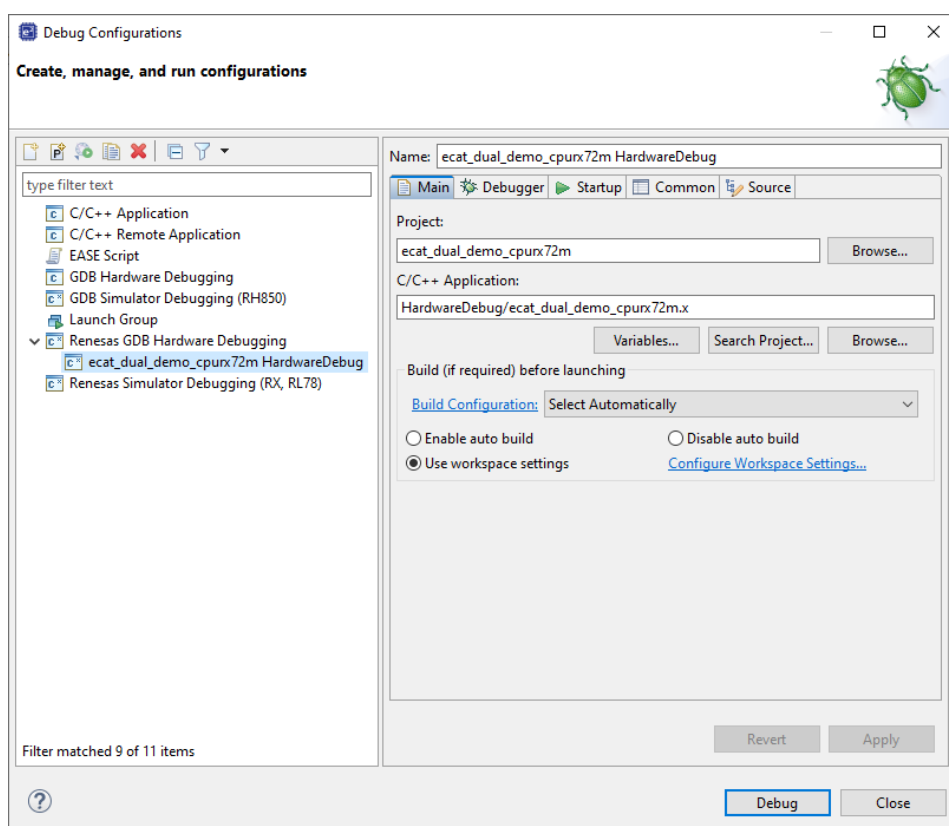 Debug Configurations
Create, manage, and run configurations
type filter text
C/C++ Application
C/C++ Remote Application
EASE Script
GDB Hardware Debugging
GDB Simulator Debugging (RH850)
Launch Group
Renesas GDB Hardware Debugging
ecat_dual_demo_cpurx72m HardwareDebug
Renesas Simulator Debugging (RX, RL78)
Filter matched 9 of 11 items
Name: ecat_dual_demo_cpurx72m HardwareDebug
Main Debugger Startup Common Source
Project:
ecat_dual_demo_cpurx72m Browse...
C/C++ Application:
HardwareDebug/ecat_dual_demo_cpurx72m.x
Variables... Search Project... Browse...
Build (if required) before launching
Build Configuration: Select Automatically
Enable auto build Disable auto build
Use workspace settings Configure Workspace Settings...
Revert Apply
? Debug Close